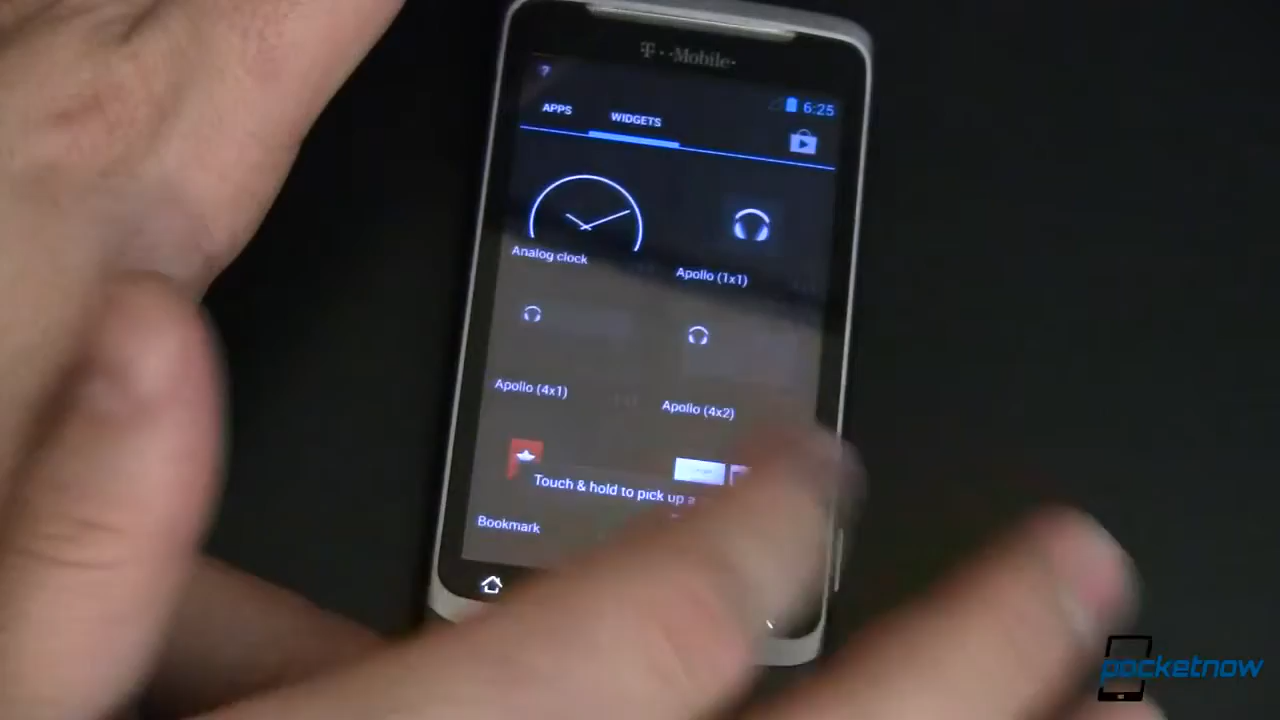 T··Mobile·
?
6:25
APPS
WIDGETS
Analog clock
Apollo (1x1)
Apollo (4x1)
Apollo (4x2)
Touch & hold to pick up a
Bookmark
pocketnow